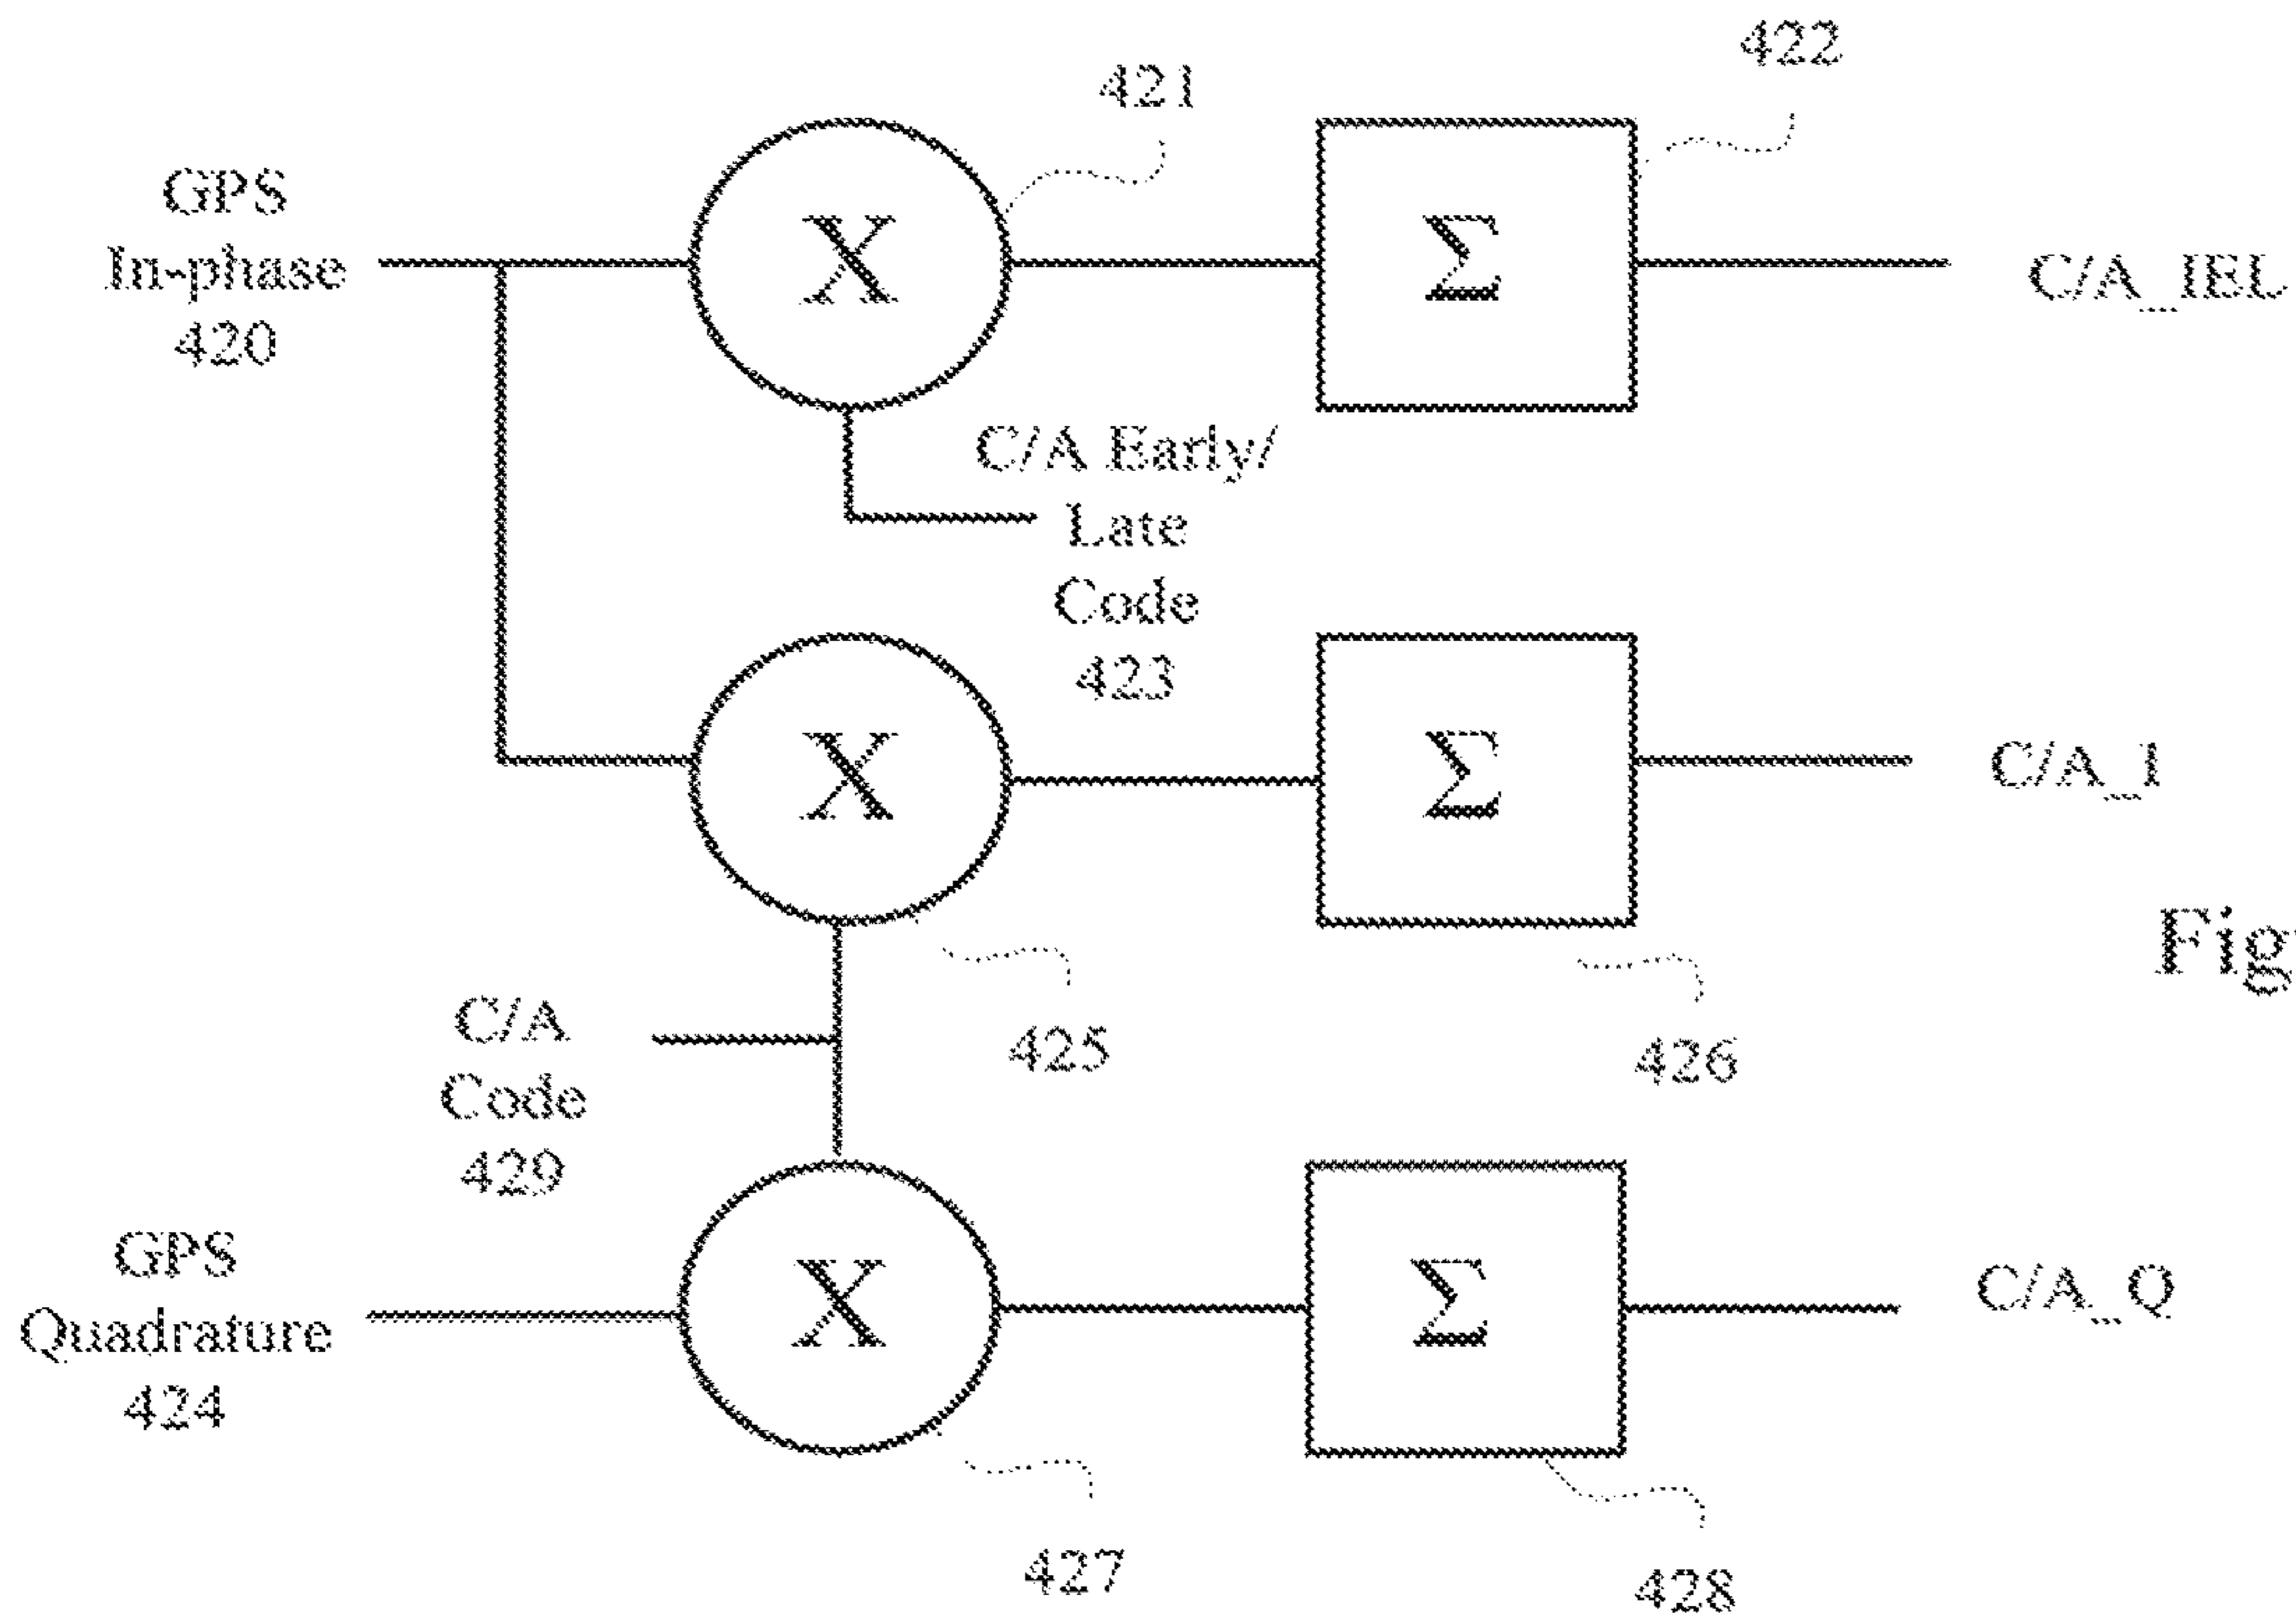 422
421
GPS
In-phase
420
X
Σ
C/A_IEL
C/A Early/
Late
Code
423
X
Σ
C/A_I
Fig
425
426
C/A
Code
429
GPS
Quadrature
424
X
Σ
C/A_Q
427
428